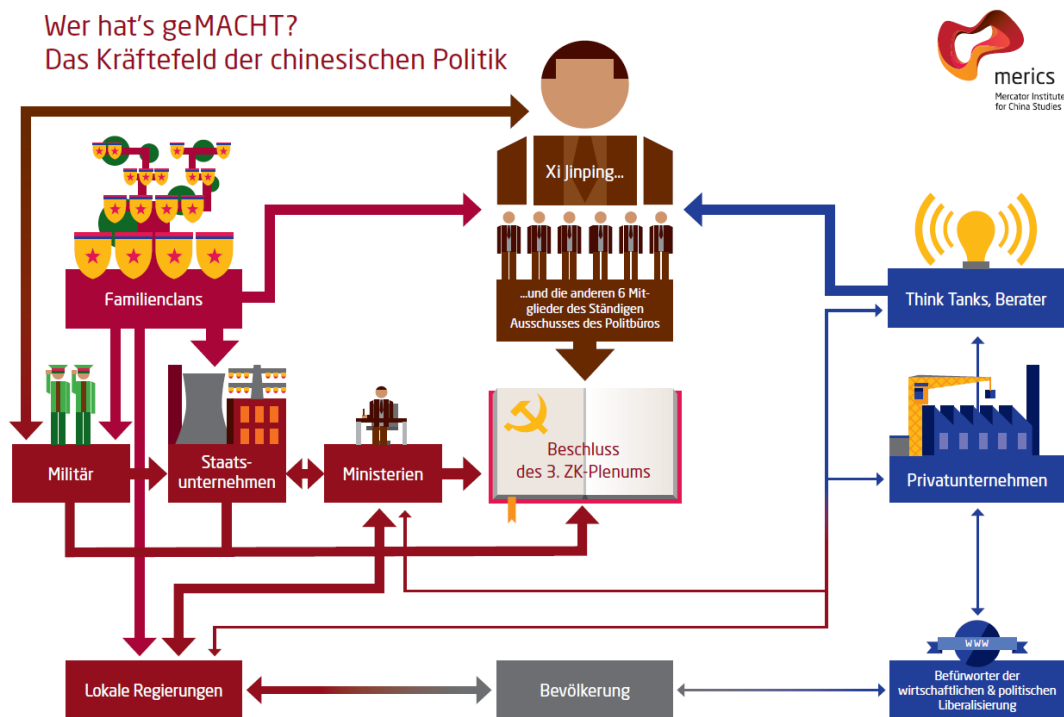 Wer hat's geMACHT?
Das Kräftefeld der chinesischen Politik
merics
Mercator Institute
for China Studies
Xi Jinping...
...und die anderen 6 Mit-
glieder des Ständigen
Ausschusses des Politbüros
Familienclans
Think Tanks, Berater
Militär
Staats-
unternehmen
Ministerien
Beschluss
des 3. ZK-Plenums
Privatunternehmen
www
Lokale Regierungen
Bevölkerung
Befürworter der
wirtschaftlichen & politischen
Liberalisierung